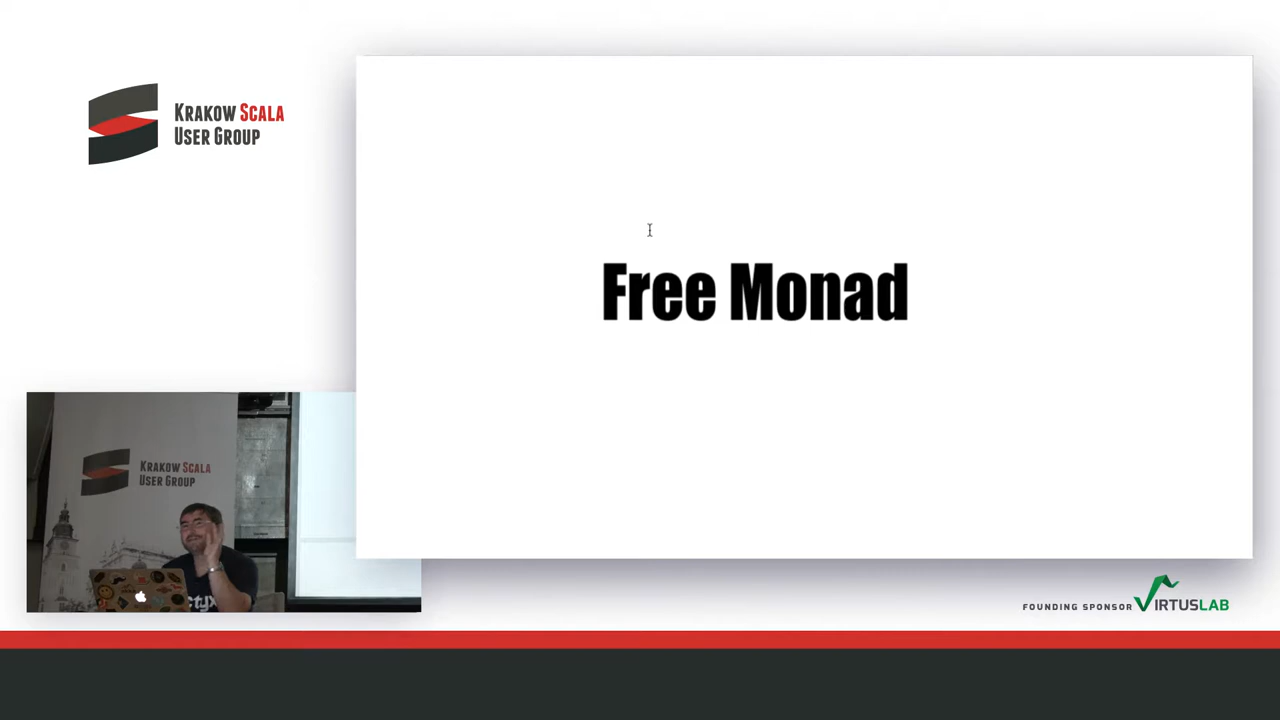 KRAKOW SCALA
USER GROUP
Free Monad
KRAKOW SCALA
USER GROUP
FOUNDING SPONSOR VIRTUSLAB